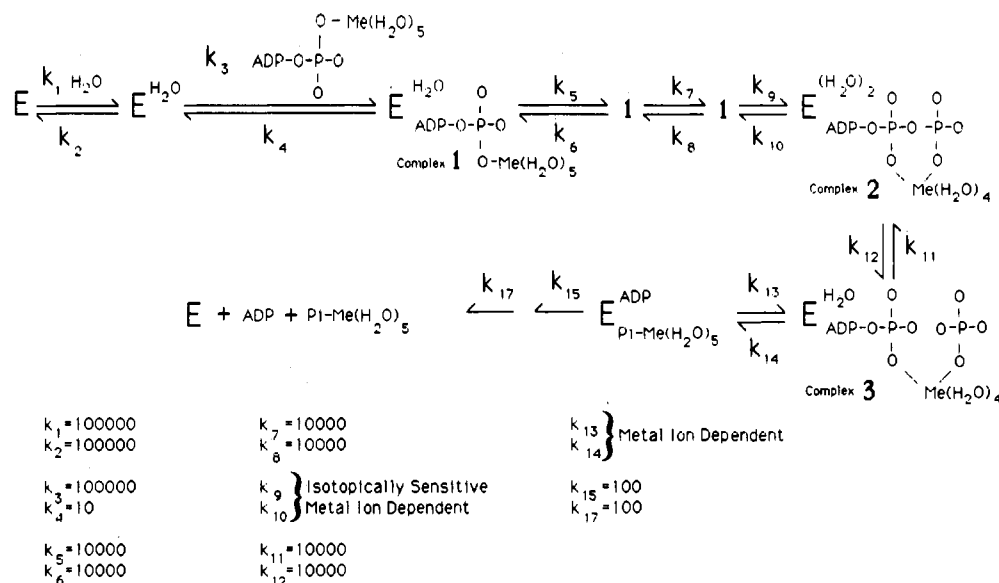 k₁ H₂O
E
k₂
E^H₂O
k₃
O-Me(H₂O)₅
ADP-O-P-O
O
k₄
E H₂O
ADP-O-P-O
O-Me(H₂O)₅
Complex 1
k₅
k₆
1
k₇
k₈
1
k₉
k₁₀
E (H₂O)₂
O O
ADP-O-P-O P-O
O O
Me(H₂O)₄
Complex 2
k₁₂ k₁₁
E H₂O
O O
ADP-O-P-O -O-P-O
O O
Me(H₂O)₄
Complex 3
k₁₃
k₁₄
E ADP
Pi-Me(H₂O)₅
k₁₅
k₁₇
E + ADP + Pi-Me(H₂O)₅
k₁=100000
k₂=100000
k₃=100000
k₄=10
k₅=10000
k₆=10000
k₇=10000
k₈=10000
k₉ } Isotopically Sensitive
k₁₀ Metal Ion Dependent
k₁₁=10000
k₁₂=10000
k₁₃ } Metal Ion Dependent
k₁₄
k₁₅=100
k₁₇=100